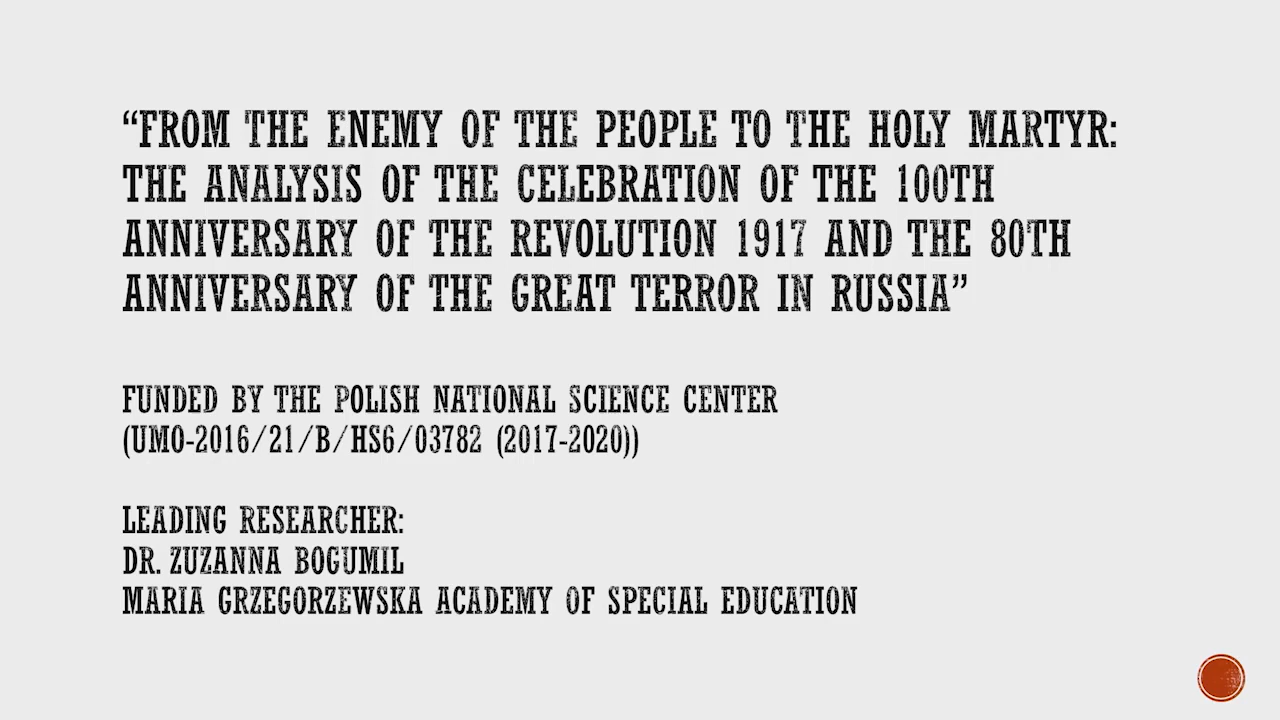 “FROM THE ENEMY OF THE PEOPLE TO THE HOLY MARTYR:
THE ANALYSIS OF THE CELEBRATION OF THE 100TH
ANNIVERSARY OF THE REVOLUTION 1917 AND THE 80TH
ANNIVERSARY OF THE GREAT TERROR IN RUSSIA”
FUNDED BY THE POLISH NATIONAL SCIENCE CENTER
(UMO-2016/21/B/HS6/03782 (2017-2020))
LEADING RESEARCHER:
DR. ZUZANNA BOGUMIL
MARIA GRZEGORZEWSKA ACADEMY OF SPECIAL EDUCATION